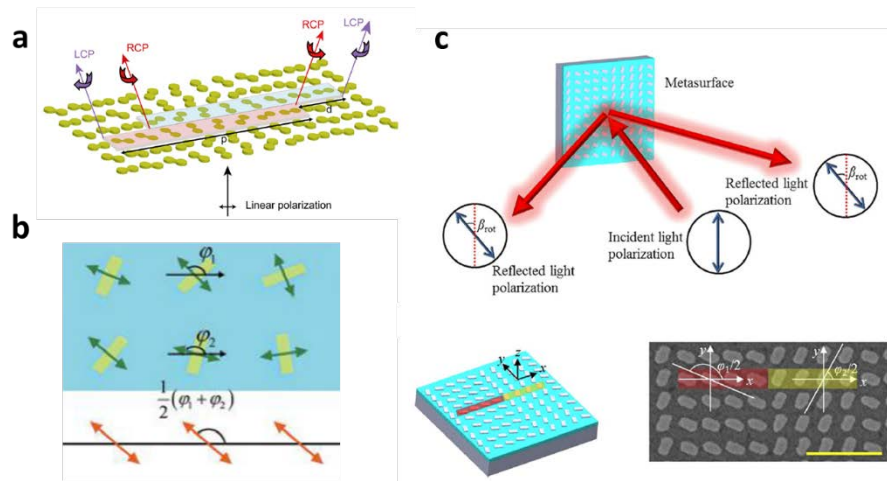 a
LCP
RCP
RCP
LCP
d
p
Linear polarization
b
φ₁
φ₂
1/2(φ₁ + φ₂)
c
Metasurface
βrot
Reflected light
polarization
βrot
Reflected light
polarization
Incident light
polarization
y
z
x
y
φ₁/2
x
y
φ₂/2
x